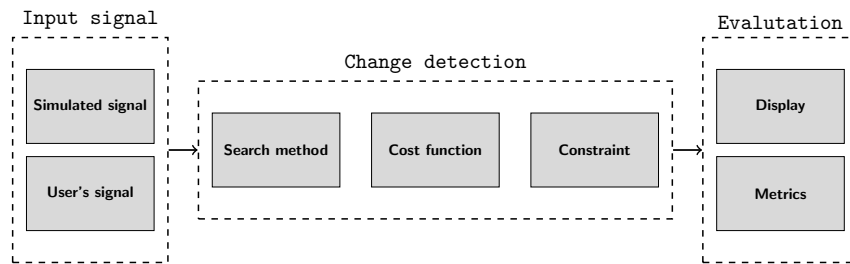 Input signal
Simulated signal
User's signal
Change detection
Search method
Cost function
Constraint
Evalutation
Display
Metrics